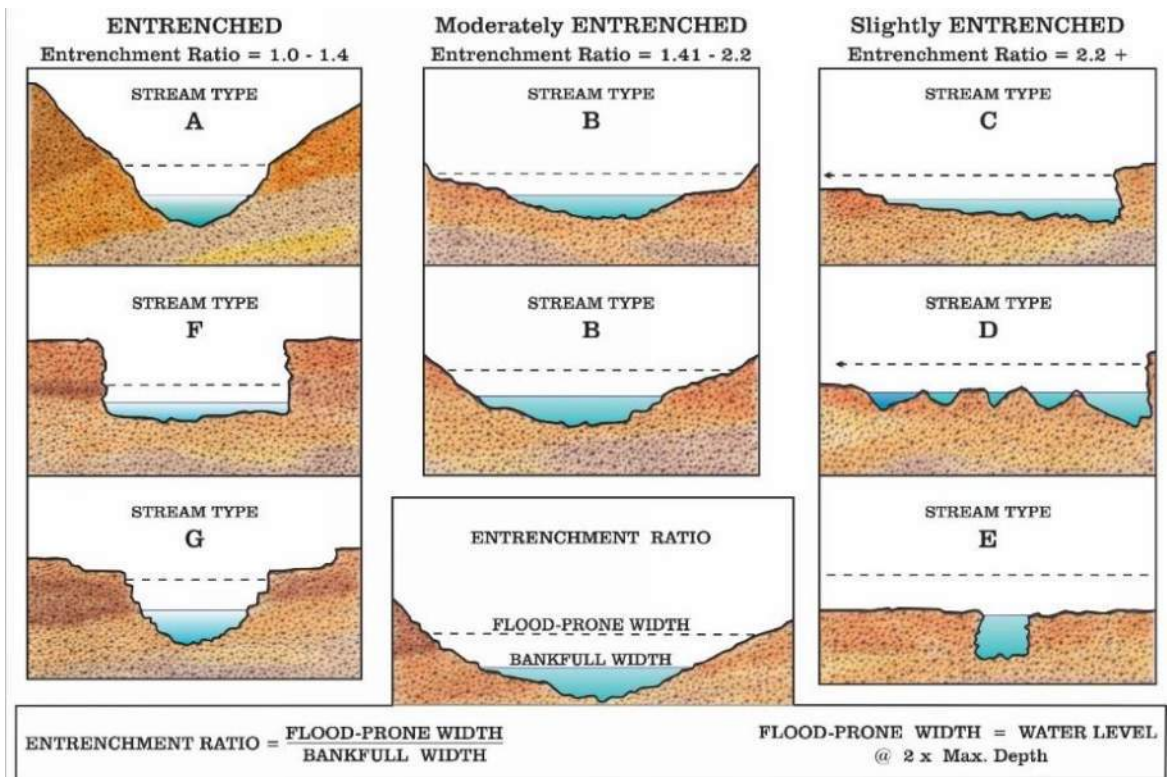 ENTRENCHED
Entrenchment Ratio = 1.0 - 1.4
STREAM TYPE
A
STREAM TYPE
F
STREAM TYPE
G
Moderately ENTRENCHED
Entrenchment Ratio = 1.41 - 2.2
STREAM TYPE
B
STREAM TYPE
B
Slightly ENTRENCHED
Entrenchment Ratio = 2.2 +
STREAM TYPE
C
STREAM TYPE
D
STREAM TYPE
E
ENTRENCHMENT RATIO
FLOOD-PRONE WIDTH
BANKFULL WIDTH
ENTRENCHMENT RATIO = FLOOD-PRONE WIDTH
BANKFULL WIDTH
FLOOD-PRONE WIDTH = WATER LEVEL
@ 2 x Max. Depth